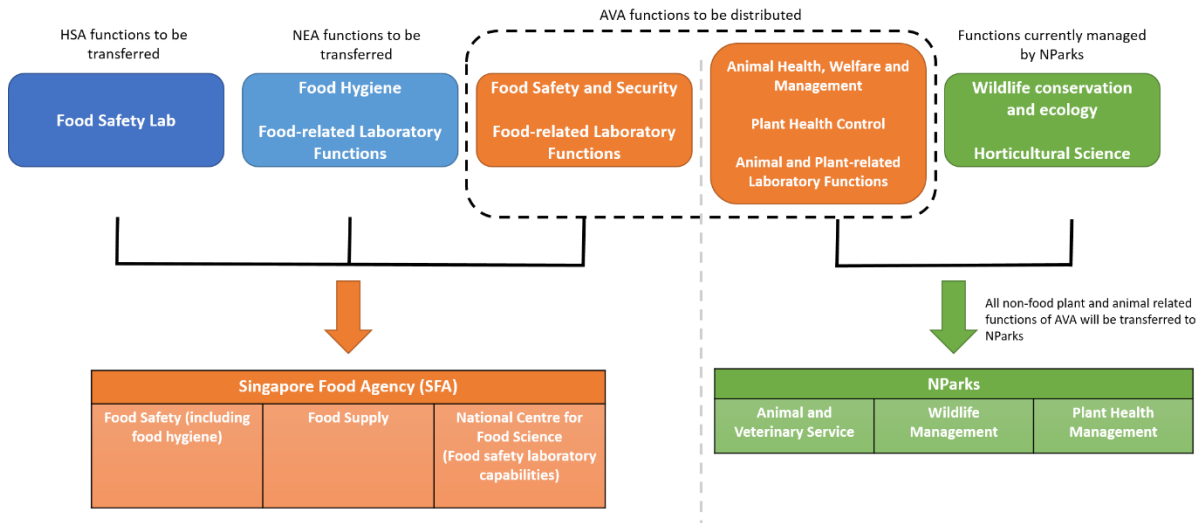 AVA functions to be distributed
HSA functions to be
transferred
NEA functions to be
transferred
Functions currently managed
by NParks
Food Safety Lab
Food Hygiene
Food-related Laboratory
Functions
Food Safety and Security
Food-related Laboratory
Functions
Animal Health, Welfare and
Management
Plant Health Control
Animal and Plant-related
Laboratory Functions
Wildlife conservation
and ecology
Horticultural Science
All non-food plant and animal related
functions of AVA will be transferred to
NParks
Singapore Food Agency (SFA)
Food Safety (including
food hygiene)
Food Supply
National Centre for
Food Science
(Food safety laboratory
capabilities)
NParks
Animal and
Veterinary Service
Wildlife
Management
Plant Health
Management